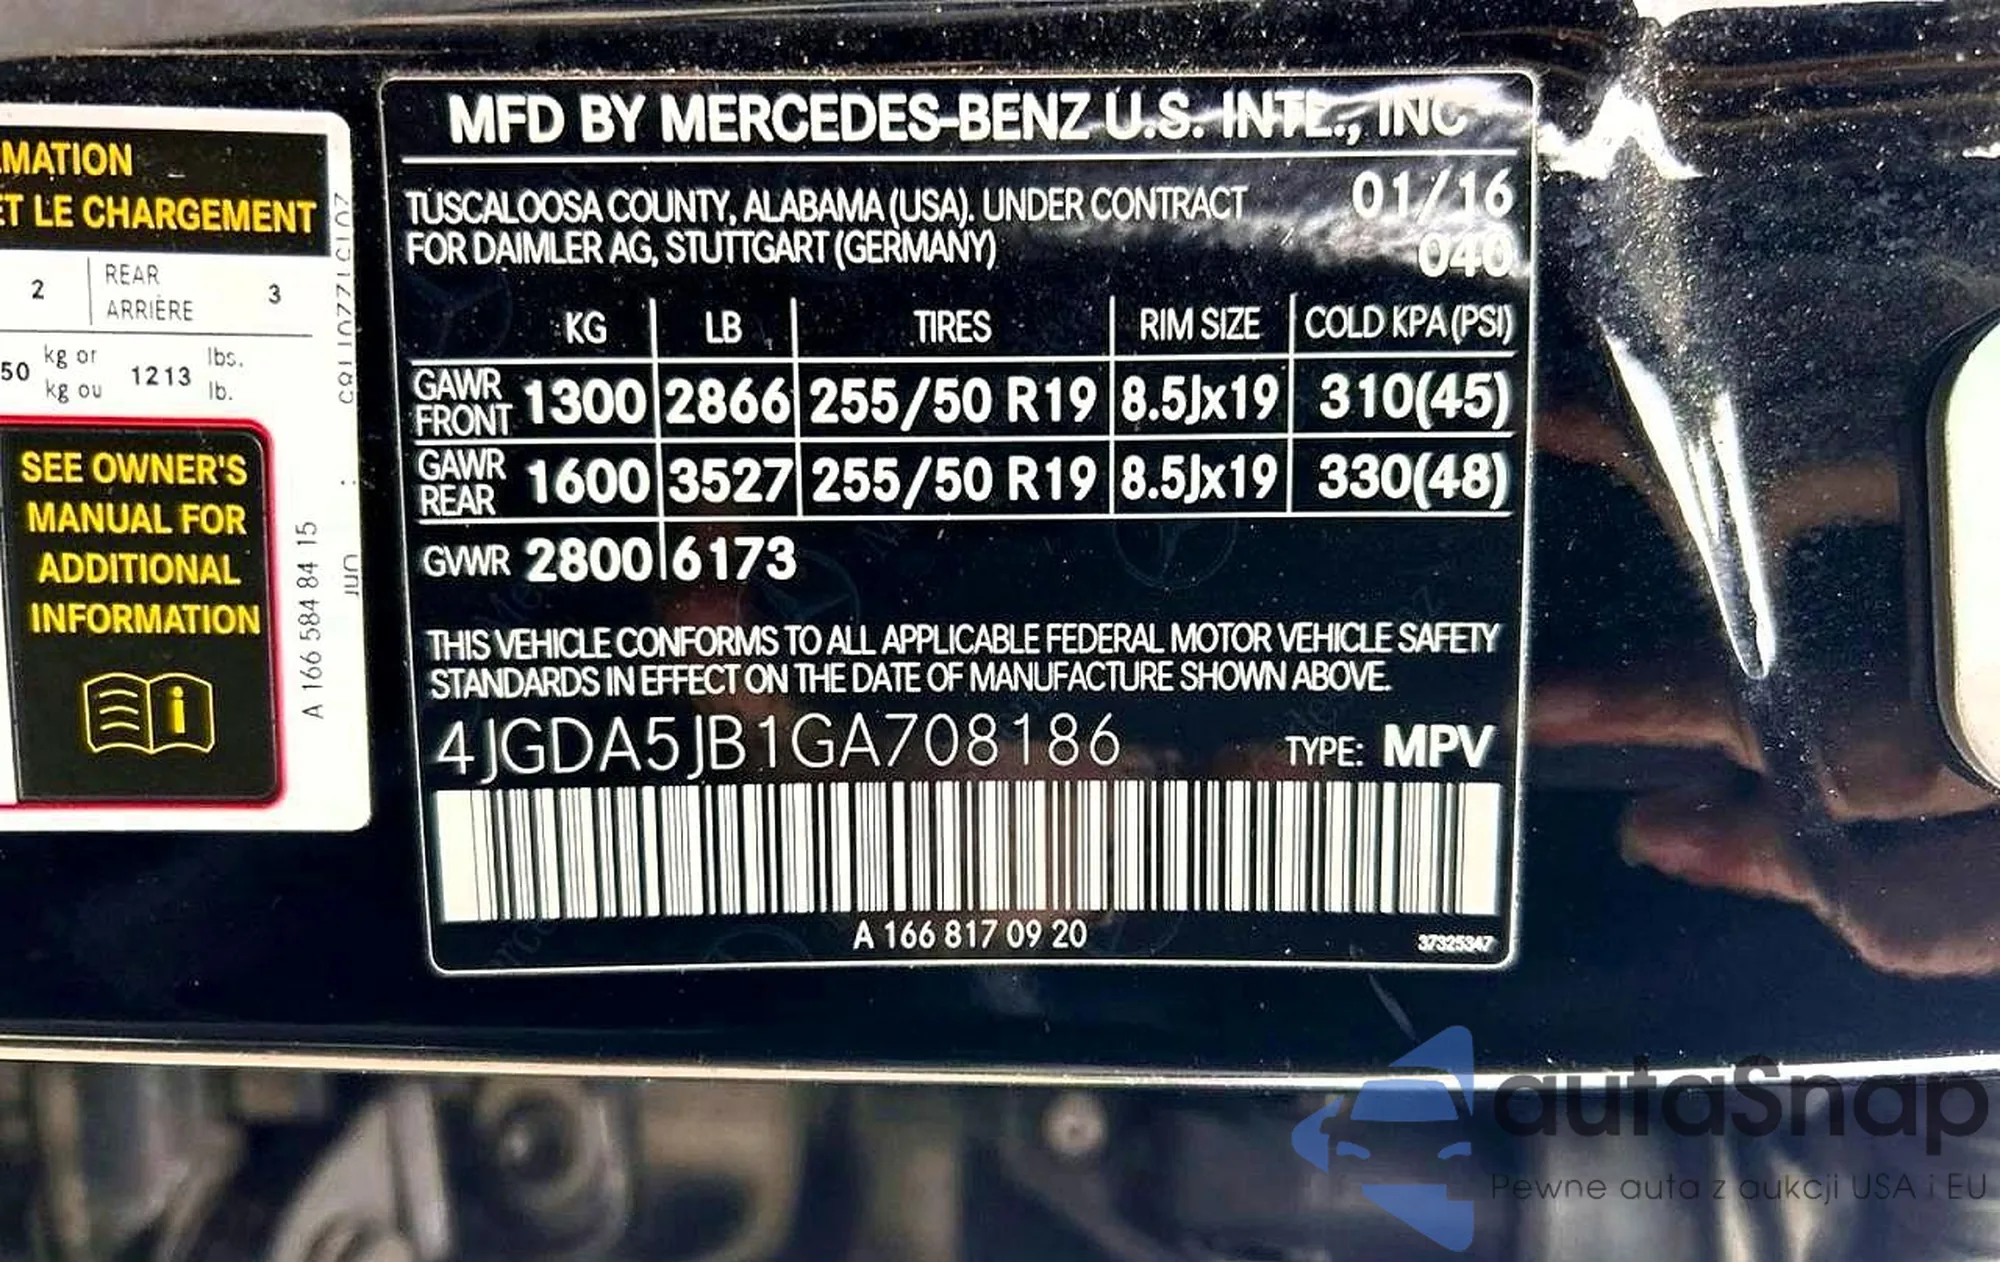 MATION
ET LE CHARGEMENT
2
REAR
ARRIÈRE
3
50 kg or
kg ou
1213 lbs.
lb.
SEE OWNER'S
MANUAL FOR
ADDITIONAL
INFORMATION
A 166 584 84 15
MFD BY MERCEDES-BENZ U.S. INTL., INC
TUSCALOOSA COUNTY, ALABAMA (USA). UNDER CONTRACT
FOR DAIMLER AG, STUTTGART (GERMANY)
01/16
040
KG LB TIRES RIM SIZE COLD KPA (PSI)
GAWR FRONT 1300 2866 255/50 R19 8.5Jx19 310(45)
GAWR REAR 1600 3527 255/50 R19 8.5Jx19 330(48)
GVWR 2800 6173
THIS VEHICLE CONFORMS TO ALL APPLICABLE FEDERAL MOTOR VEHICLE SAFETY
STANDARDS IN EFFECT ON THE DATE OF MANUFACTURE SHOWN ABOVE.
4JGDA5JB1GA708186
TYPE: MPV
A 166 817 09 20
37325347
autaSnap
Pewne auta z aukcji USA i EU